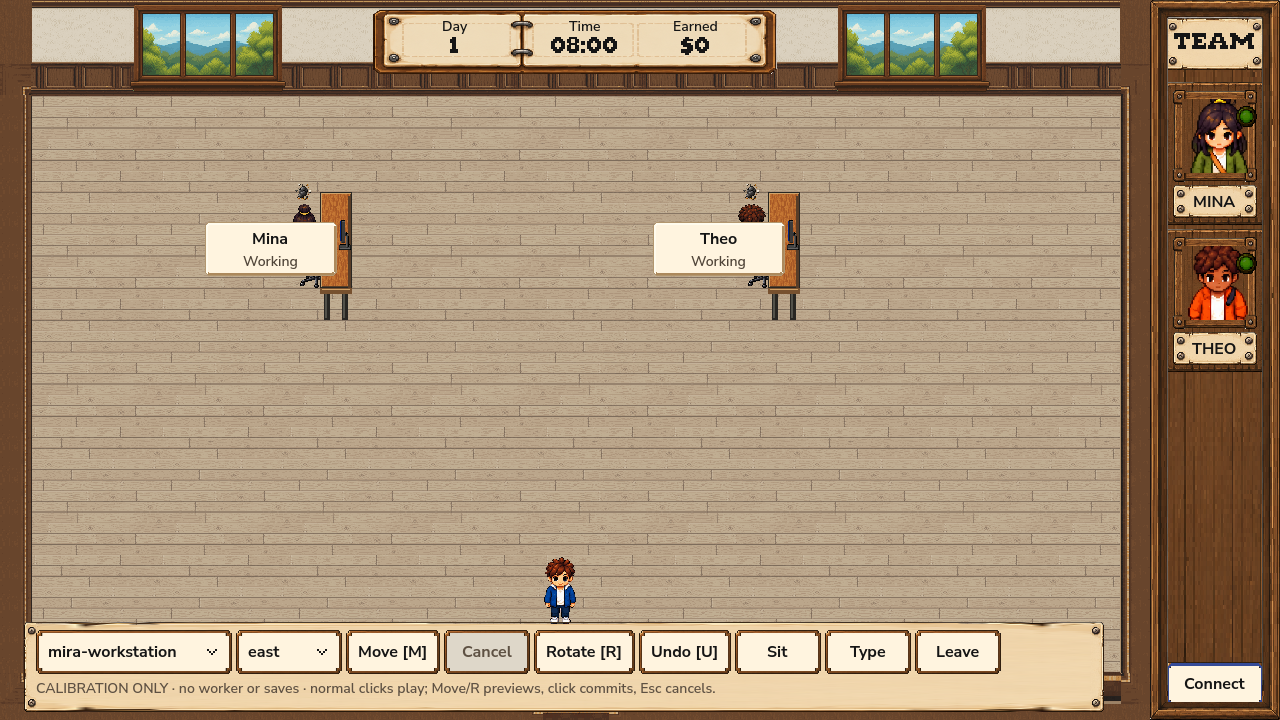 Day
1
Time
08:00
Earned
$0
TEAM
MINA
THEO
Mina
Working
Theo
Working
mira-workstation
east
Move [M]
Cancel
Rotate [R]
Undo [U]
Sit
Type
Leave
CALIBRATION ONLY · no worker or saves · normal clicks play; Move/R previews, click commits, Esc cancels.
Connect